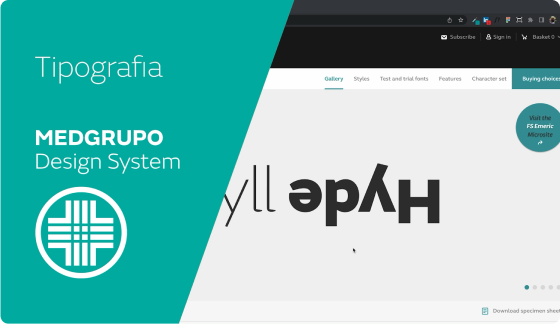 Tipografia
MEDGRUPO
Design System
Subscribe
Sign in
Basket 0
Gallery
Styles
Test and trial fonts
Features
Character set
Buying choices
Visit the
FS Emeric
Microsite
yll Hyde
Download specimen sheet